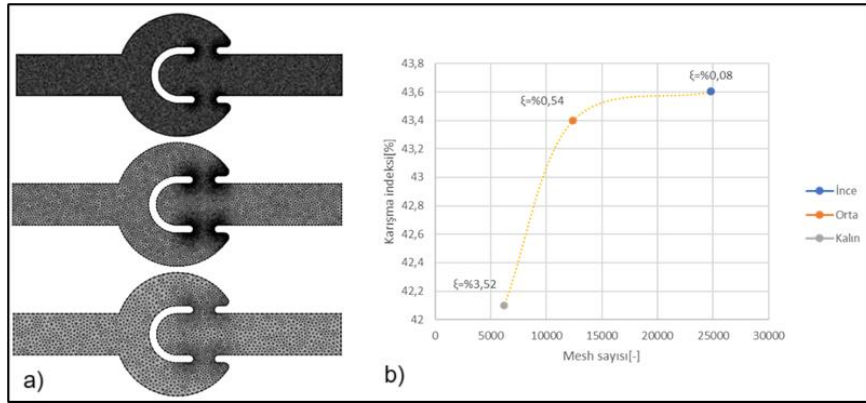 a)
43,8
43,6
43,4
43,2
43
42,8
42,6
42,4
42,2
42
Karışma indeksi[%]
ξ=%0,08
ξ=%0,54
ξ=%3,52
0 5000 10000 15000 20000 25000 30000
Mesh sayısı[-]
İnce
Orta
Kalın
b)